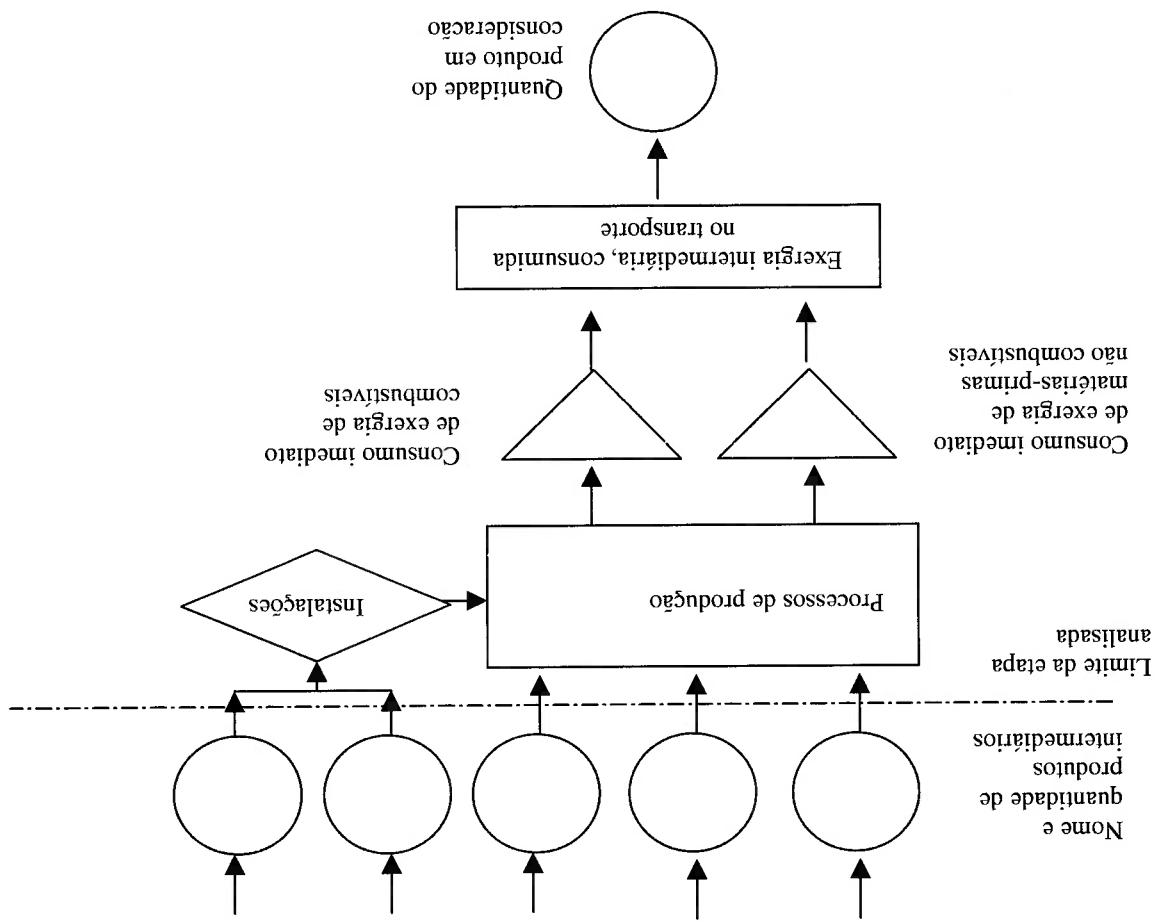 Nome e
quantidade de
produtos
intermediários
Limite da etapa
analisada
Processos de produção
Instalações
Consumo imediato
de exergia de
matérias-primas
não combustíveis
Consumo imediato
de exergia de
combustíveis
Exergia intermediária, consumida
no transporte
Quantidade do
produto em
consideração